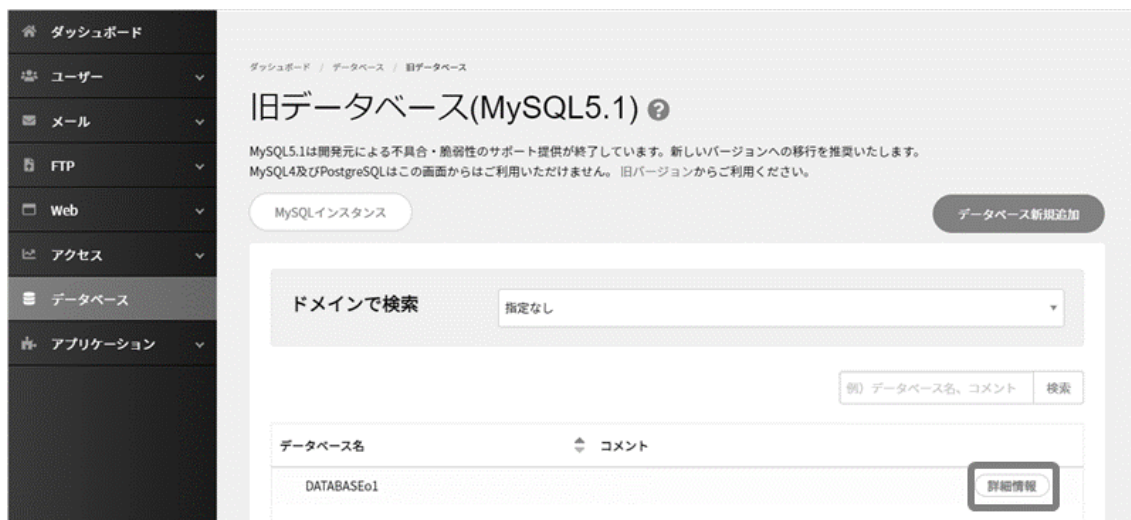 ダッシュボード
ユーザー
メール
FTP
Web
アクセス
データベース
アプリケーション
ダッシュボード / データベース / 旧データベース
旧データベース(MySQL5.1) ?
MySQL5.1は開発元による不具合・脆弱性のサポート提供が終了しています。新しいバージョンへの移行を推奨いたします。
MySQL4及びPostgreSQLはこの画面からはご利用いただけません。 旧バージョンからご利用ください。
MySQLインスタンス
データベース新規追加
ドメインで検索
指定なし
例）データベース名、コメント 検索
データベース名 コメント
DATABASEo1 詳細情報